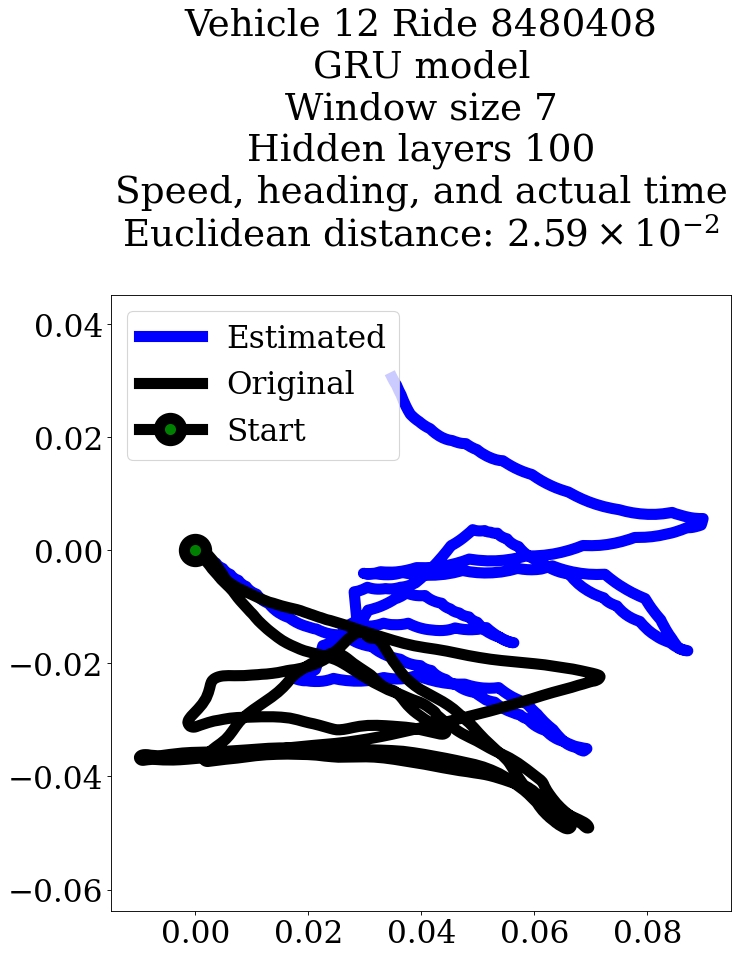 Vehicle 12 Ride 8480408
GRU model
Window size 7
Hidden layers 100
Speed, heading, and actual time
Euclidean distance: 2.59 × 10⁻²
Estimated
Original
Start
0.04
0.02
0.00
−0.02
−0.04
−0.06
0.00 0.02 0.04 0.06 0.08